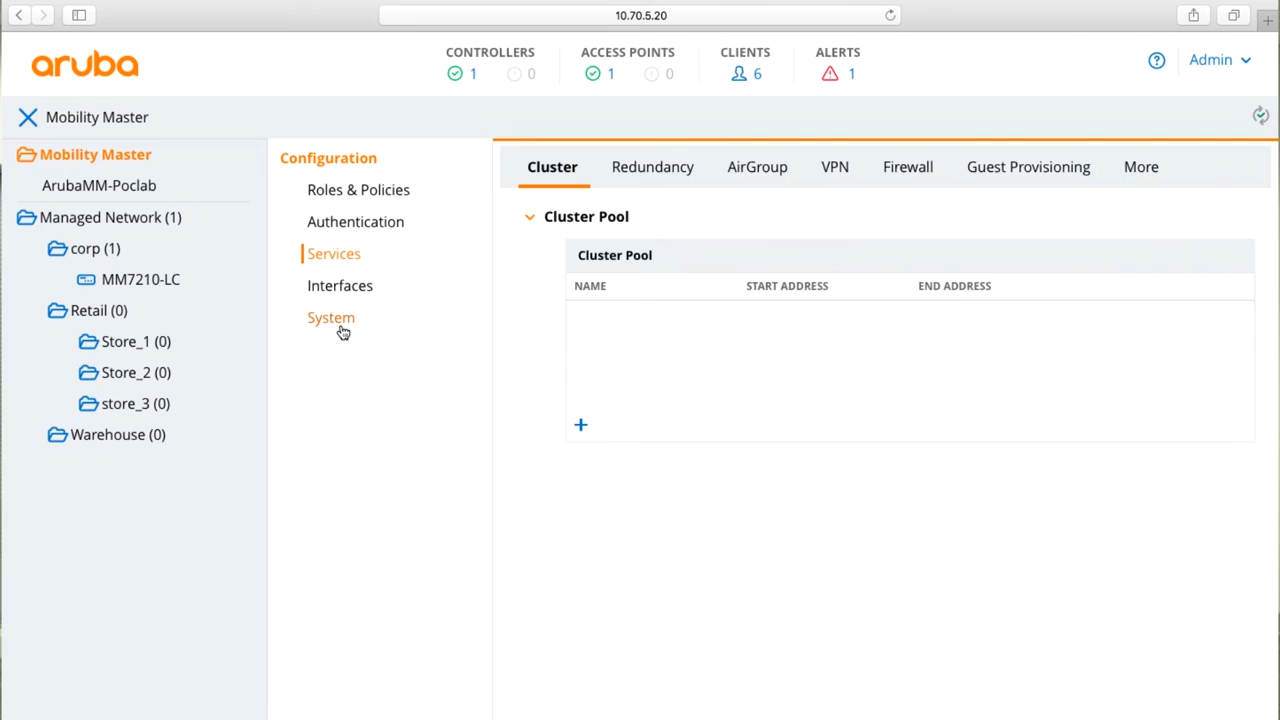 10.70.5.20
aruba
CONTROLLERS
1 0
ACCESS POINTS
1 0
CLIENTS
6
ALERTS
1
Admin
Mobility Master
Mobility Master
ArubaMM-Poclab
Managed Network (1)
corp (1)
MM7210-LC
Retail (0)
Store_1 (0)
Store_2 (0)
store_3 (0)
Warehouse (0)
Configuration
Roles & Policies
Authentication
Services
Interfaces
System
Cluster Redundancy AirGroup VPN Firewall Guest Provisioning More
Cluster Pool
Cluster Pool
NAME START ADDRESS END ADDRESS
+